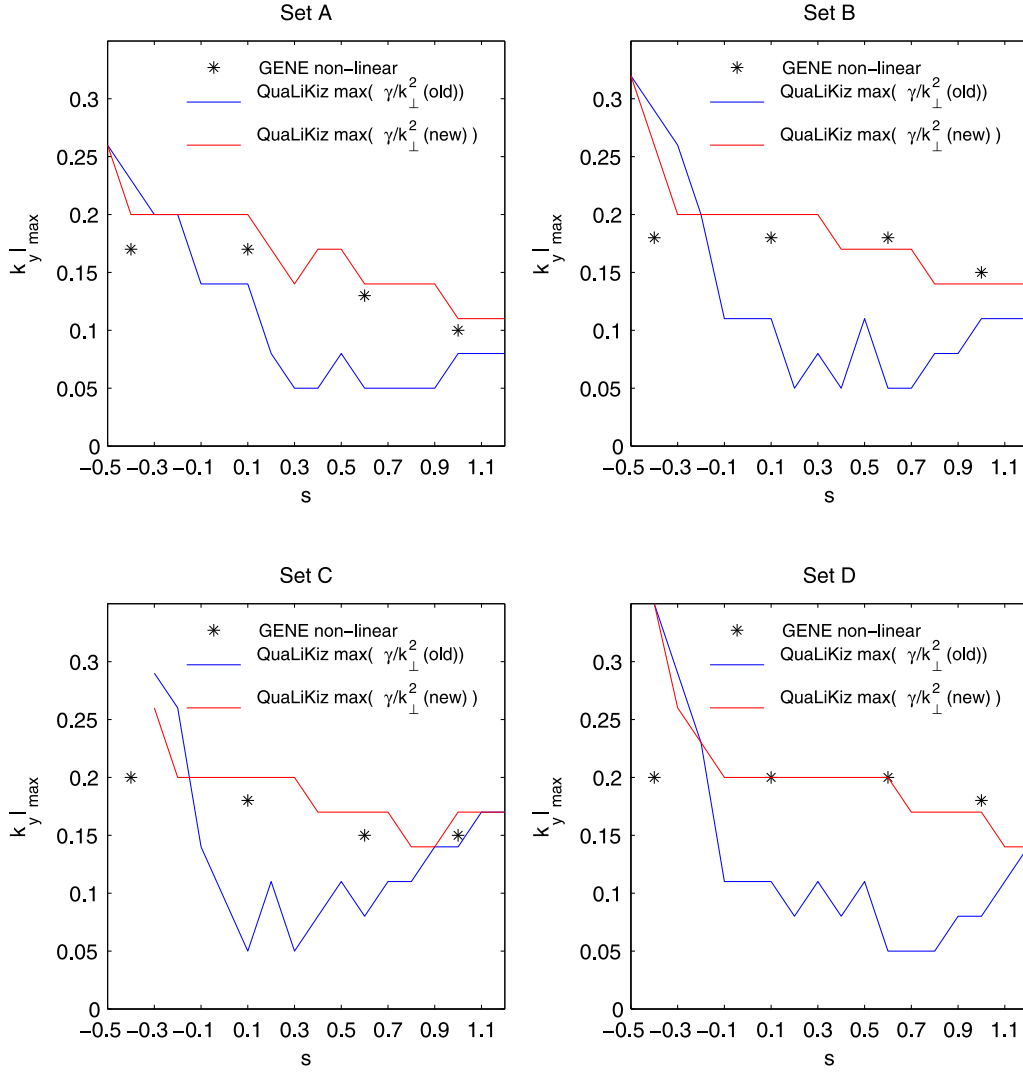 Set A
GENE non-linear
QuaLiKiz max( γ/k⊥² (old))
QuaLiKiz max( γ/k⊥² (new) )
0.3
0.25
0.2
0.15
0.1
0.05
0
k_y|_max
−0.5 −0.3 −0.1 0.1 0.3 0.5 0.7 0.9 1.1
s
Set B
GENE non-linear
QuaLiKiz max( γ/k⊥² (old))
QuaLiKiz max( γ/k⊥² (new) )
0.3
0.25
0.2
0.15
0.1
0.05
0
k_y|_max
−0.5 −0.3 −0.1 0.1 0.3 0.5 0.7 0.9 1.1
s
Set C
GENE non-linear
QuaLiKiz max( γ/k⊥² (old))
QuaLiKiz max( γ/k⊥² (new) )
0.3
0.25
0.2
0.15
0.1
0.05
0
k_y|_max
−0.5 −0.3 −0.1 0.1 0.3 0.5 0.7 0.9 1.1
s
Set D
GENE non-linear
QuaLiKiz max( γ/k⊥² (old))
QuaLiKiz max( γ/k⊥² (new) )
0.3
0.25
0.2
0.15
0.1
0.05
0
k_y|_max
−0.5 −0.3 −0.1 0.1 0.3 0.5 0.7 0.9 1.1
s